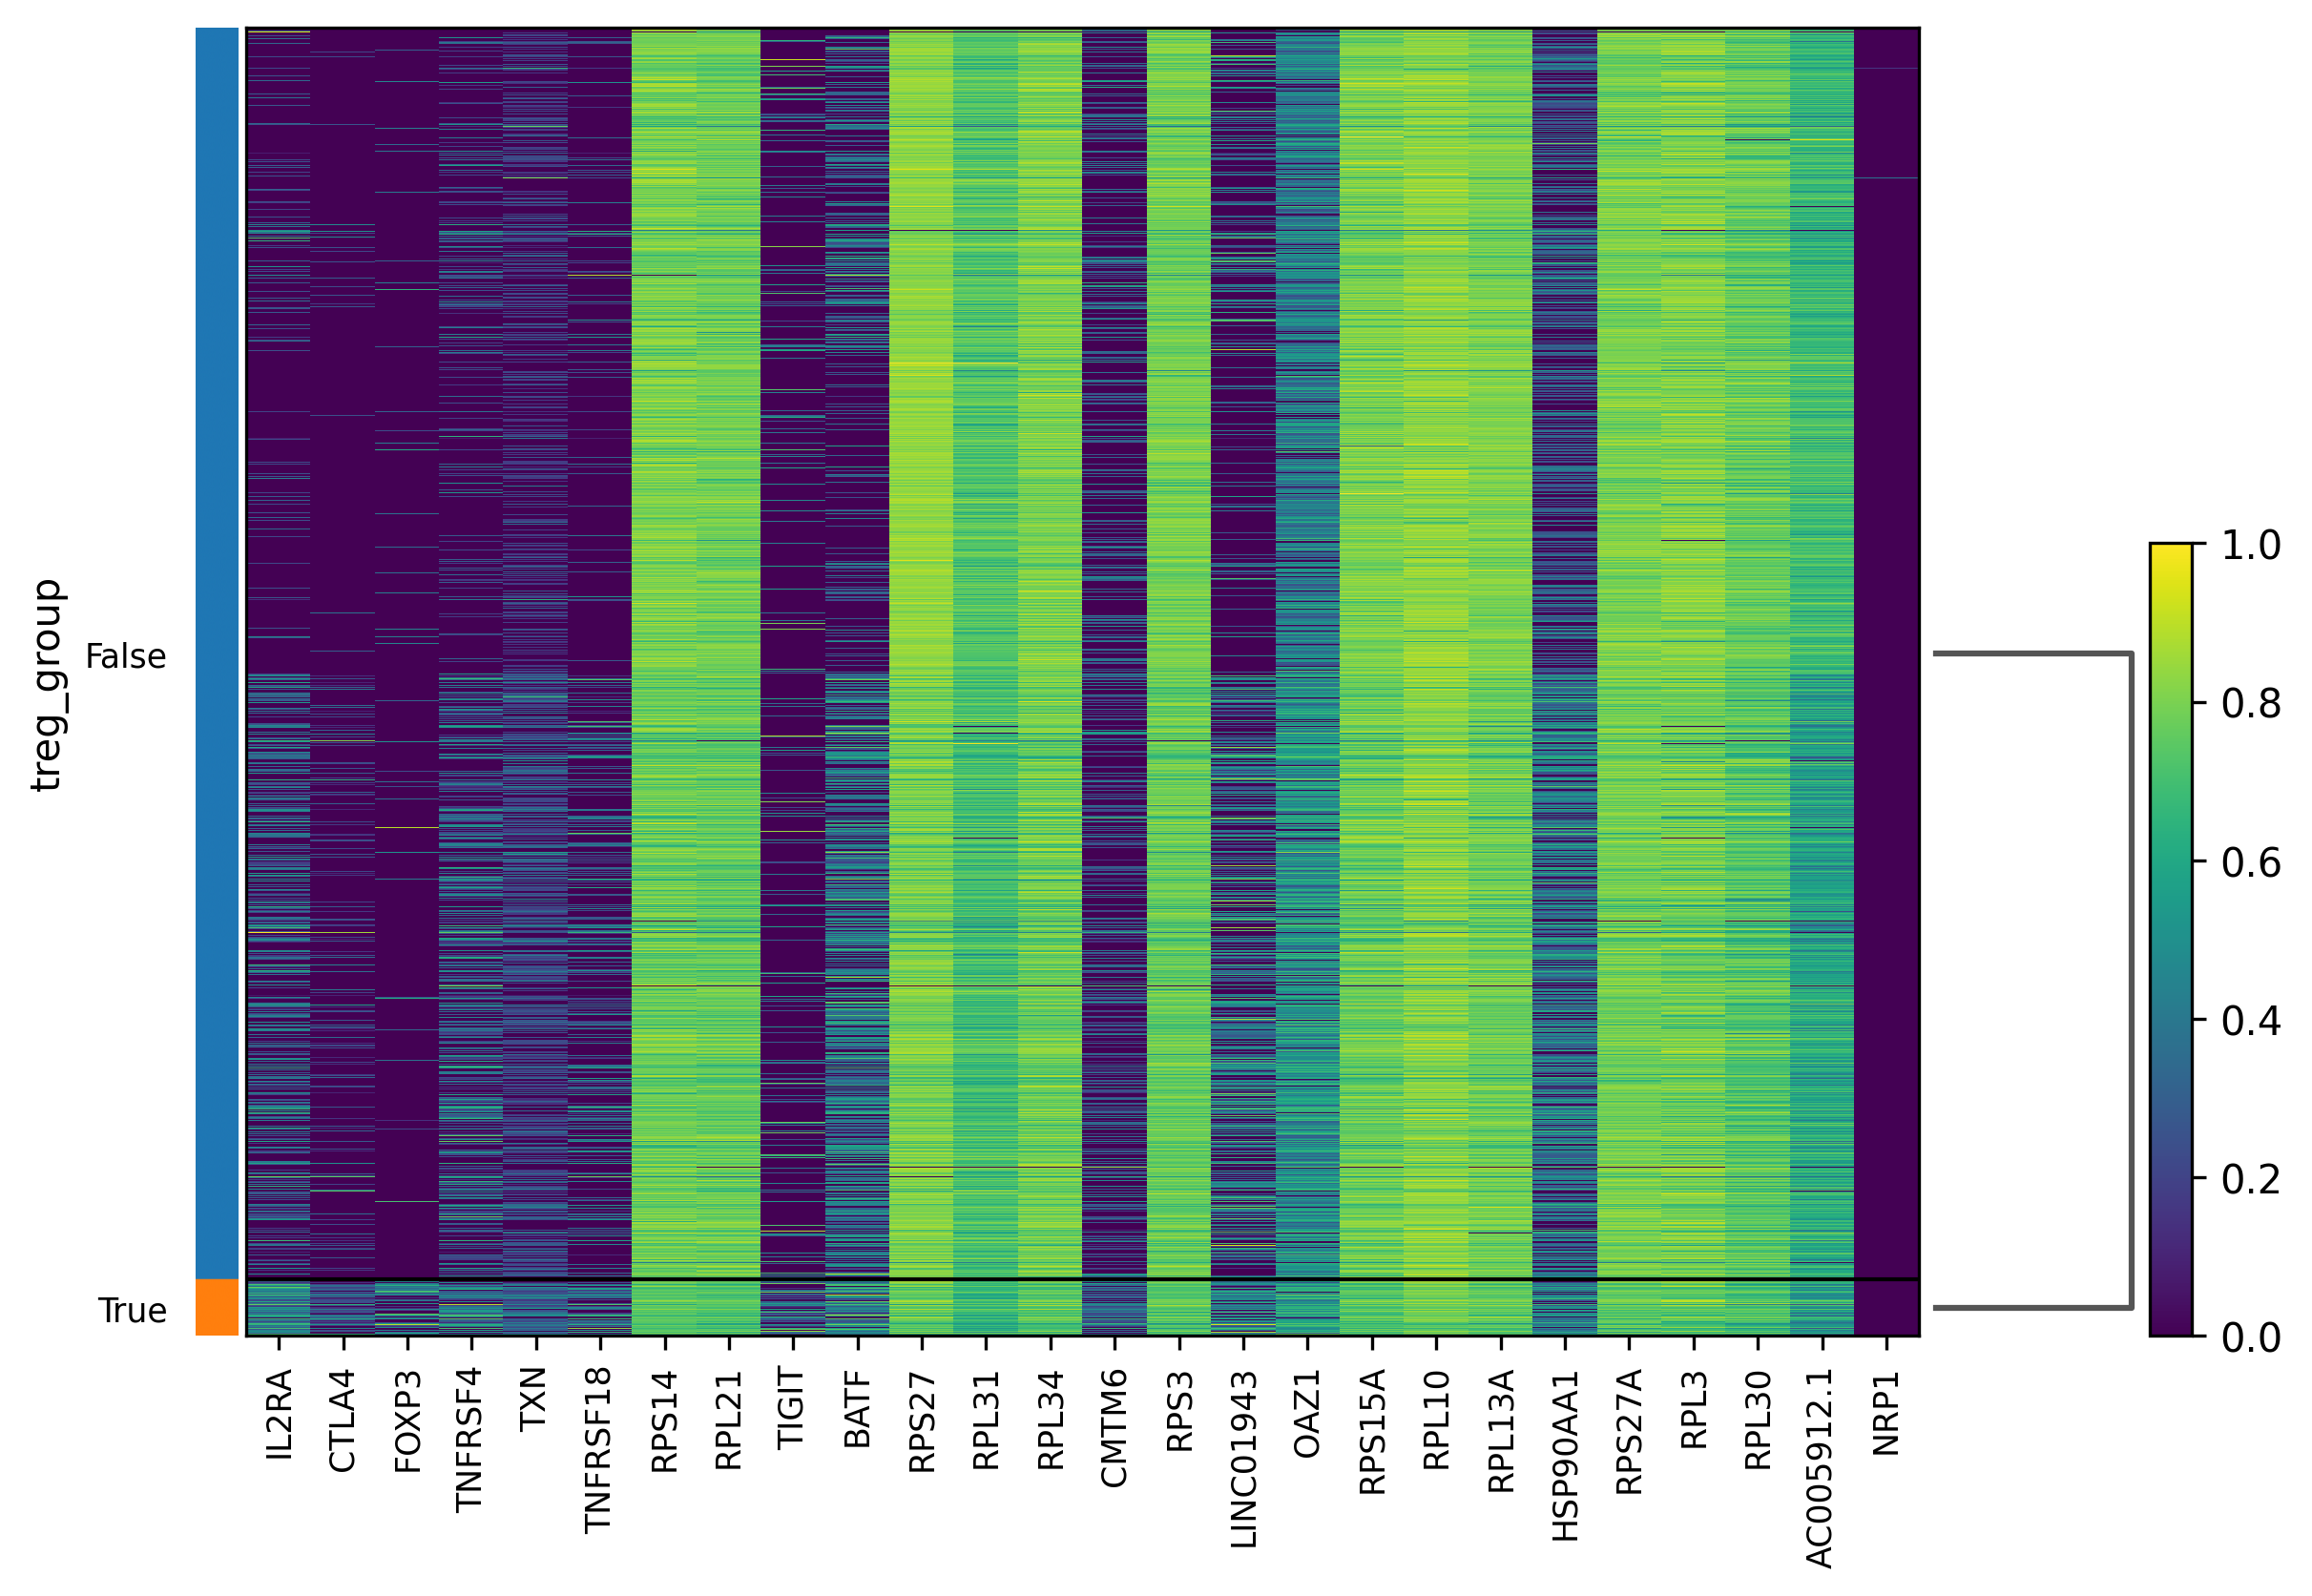 treg_group
False
True
IL2RA
CTLA4
FOXP3
TNFRSF4
TXN
TNFRSF18
RPS14
RPL21
TIGIT
BATF
RPS27
RPL31
RPL34
CMTM6
RPS3
LINC01943
OAZ1
RPS15A
RPL10
RPL13A
HSP90AA1
RPS27A
RPL3
RPL30
AC005912.1
NRP1
1.0
0.8
0.6
0.4
0.2
0.0